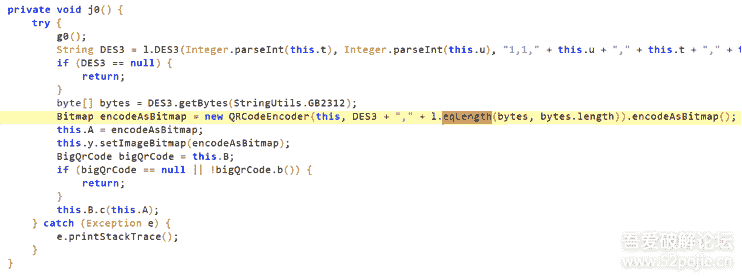 private void j0() {
try {
g0();
String DES3 = l.DES3(Integer.parseInt(this.t), Integer.parseInt(this.u), "1,1," + this.u + "," + this.t + "," +
if (DES3 == null) {
return;
}
byte[] bytes = DES3.getBytes(StringUtils.GB2312);
Bitmap encodeAsBitmap = new QRCodeEncoder(this, DES3 + "," + l.eqLength(bytes, bytes.length)).encodeAsBitmap();
this.A = encodeAsBitmap;
this.y.setImageBitmap(encodeAsBitmap);
BigQrCode bigQrCode = this.B;
if (bigQrCode == null || !bigQrCode.b()) {
return;
}
this.B.c(this.A);
} catch (Exception e) {
e.printStackTrace();
}
}
吾爱破解论坛
www.52pojie.cn